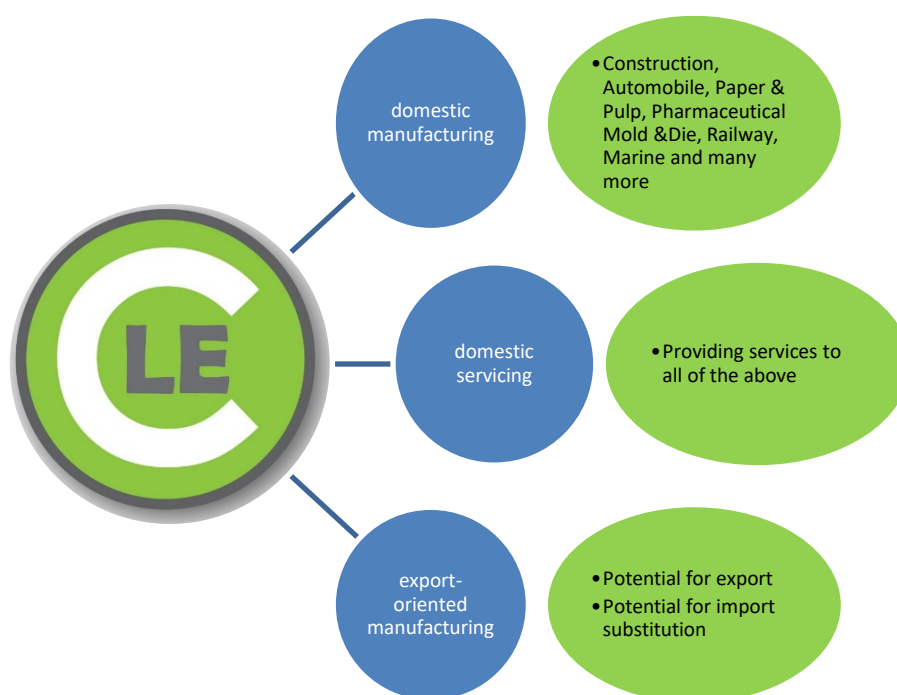 C
LE
domestic
manufacturing
•Construction,
Automobile, Paper &
Pulp, Pharmaceutical
Mold &Die, Railway,
Marine and many
more
domestic
servicing
•Providing services to
all of the above
export-
oriented
manufacturing
•Potential for export
•Potential for import
substitution